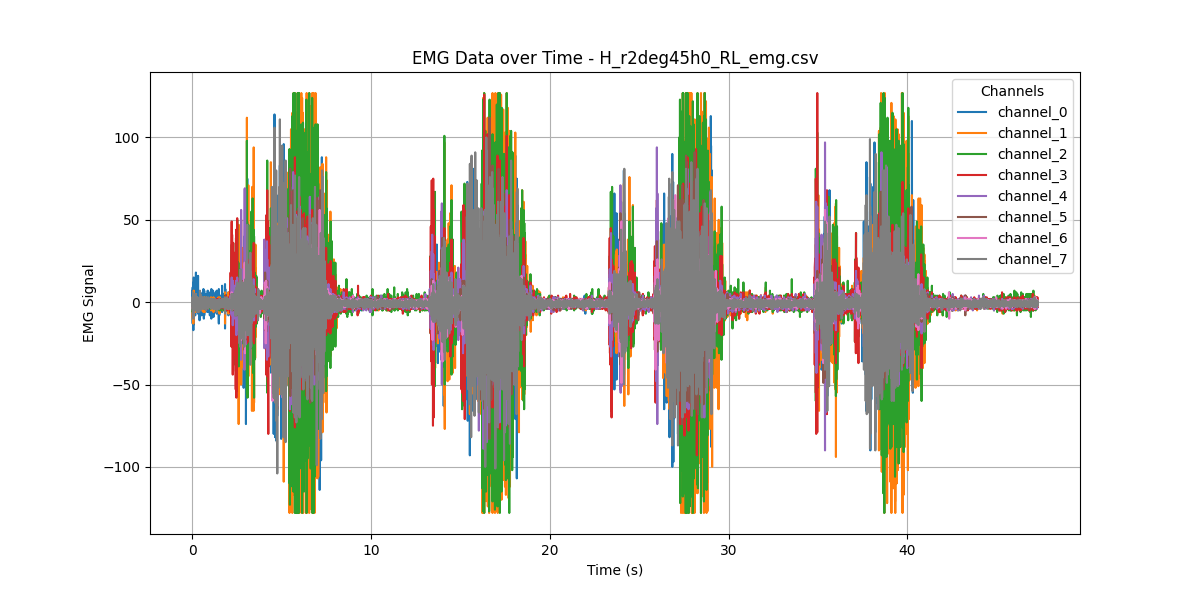 EMG Data over Time - H_r2deg45h0_RL_emg.csv
Channels
channel_0
channel_1
channel_2
channel_3
channel_4
channel_5
channel_6
channel_7
EMG Signal
100
50
0
−50
−100
0 10 20 30 40
Time (s)